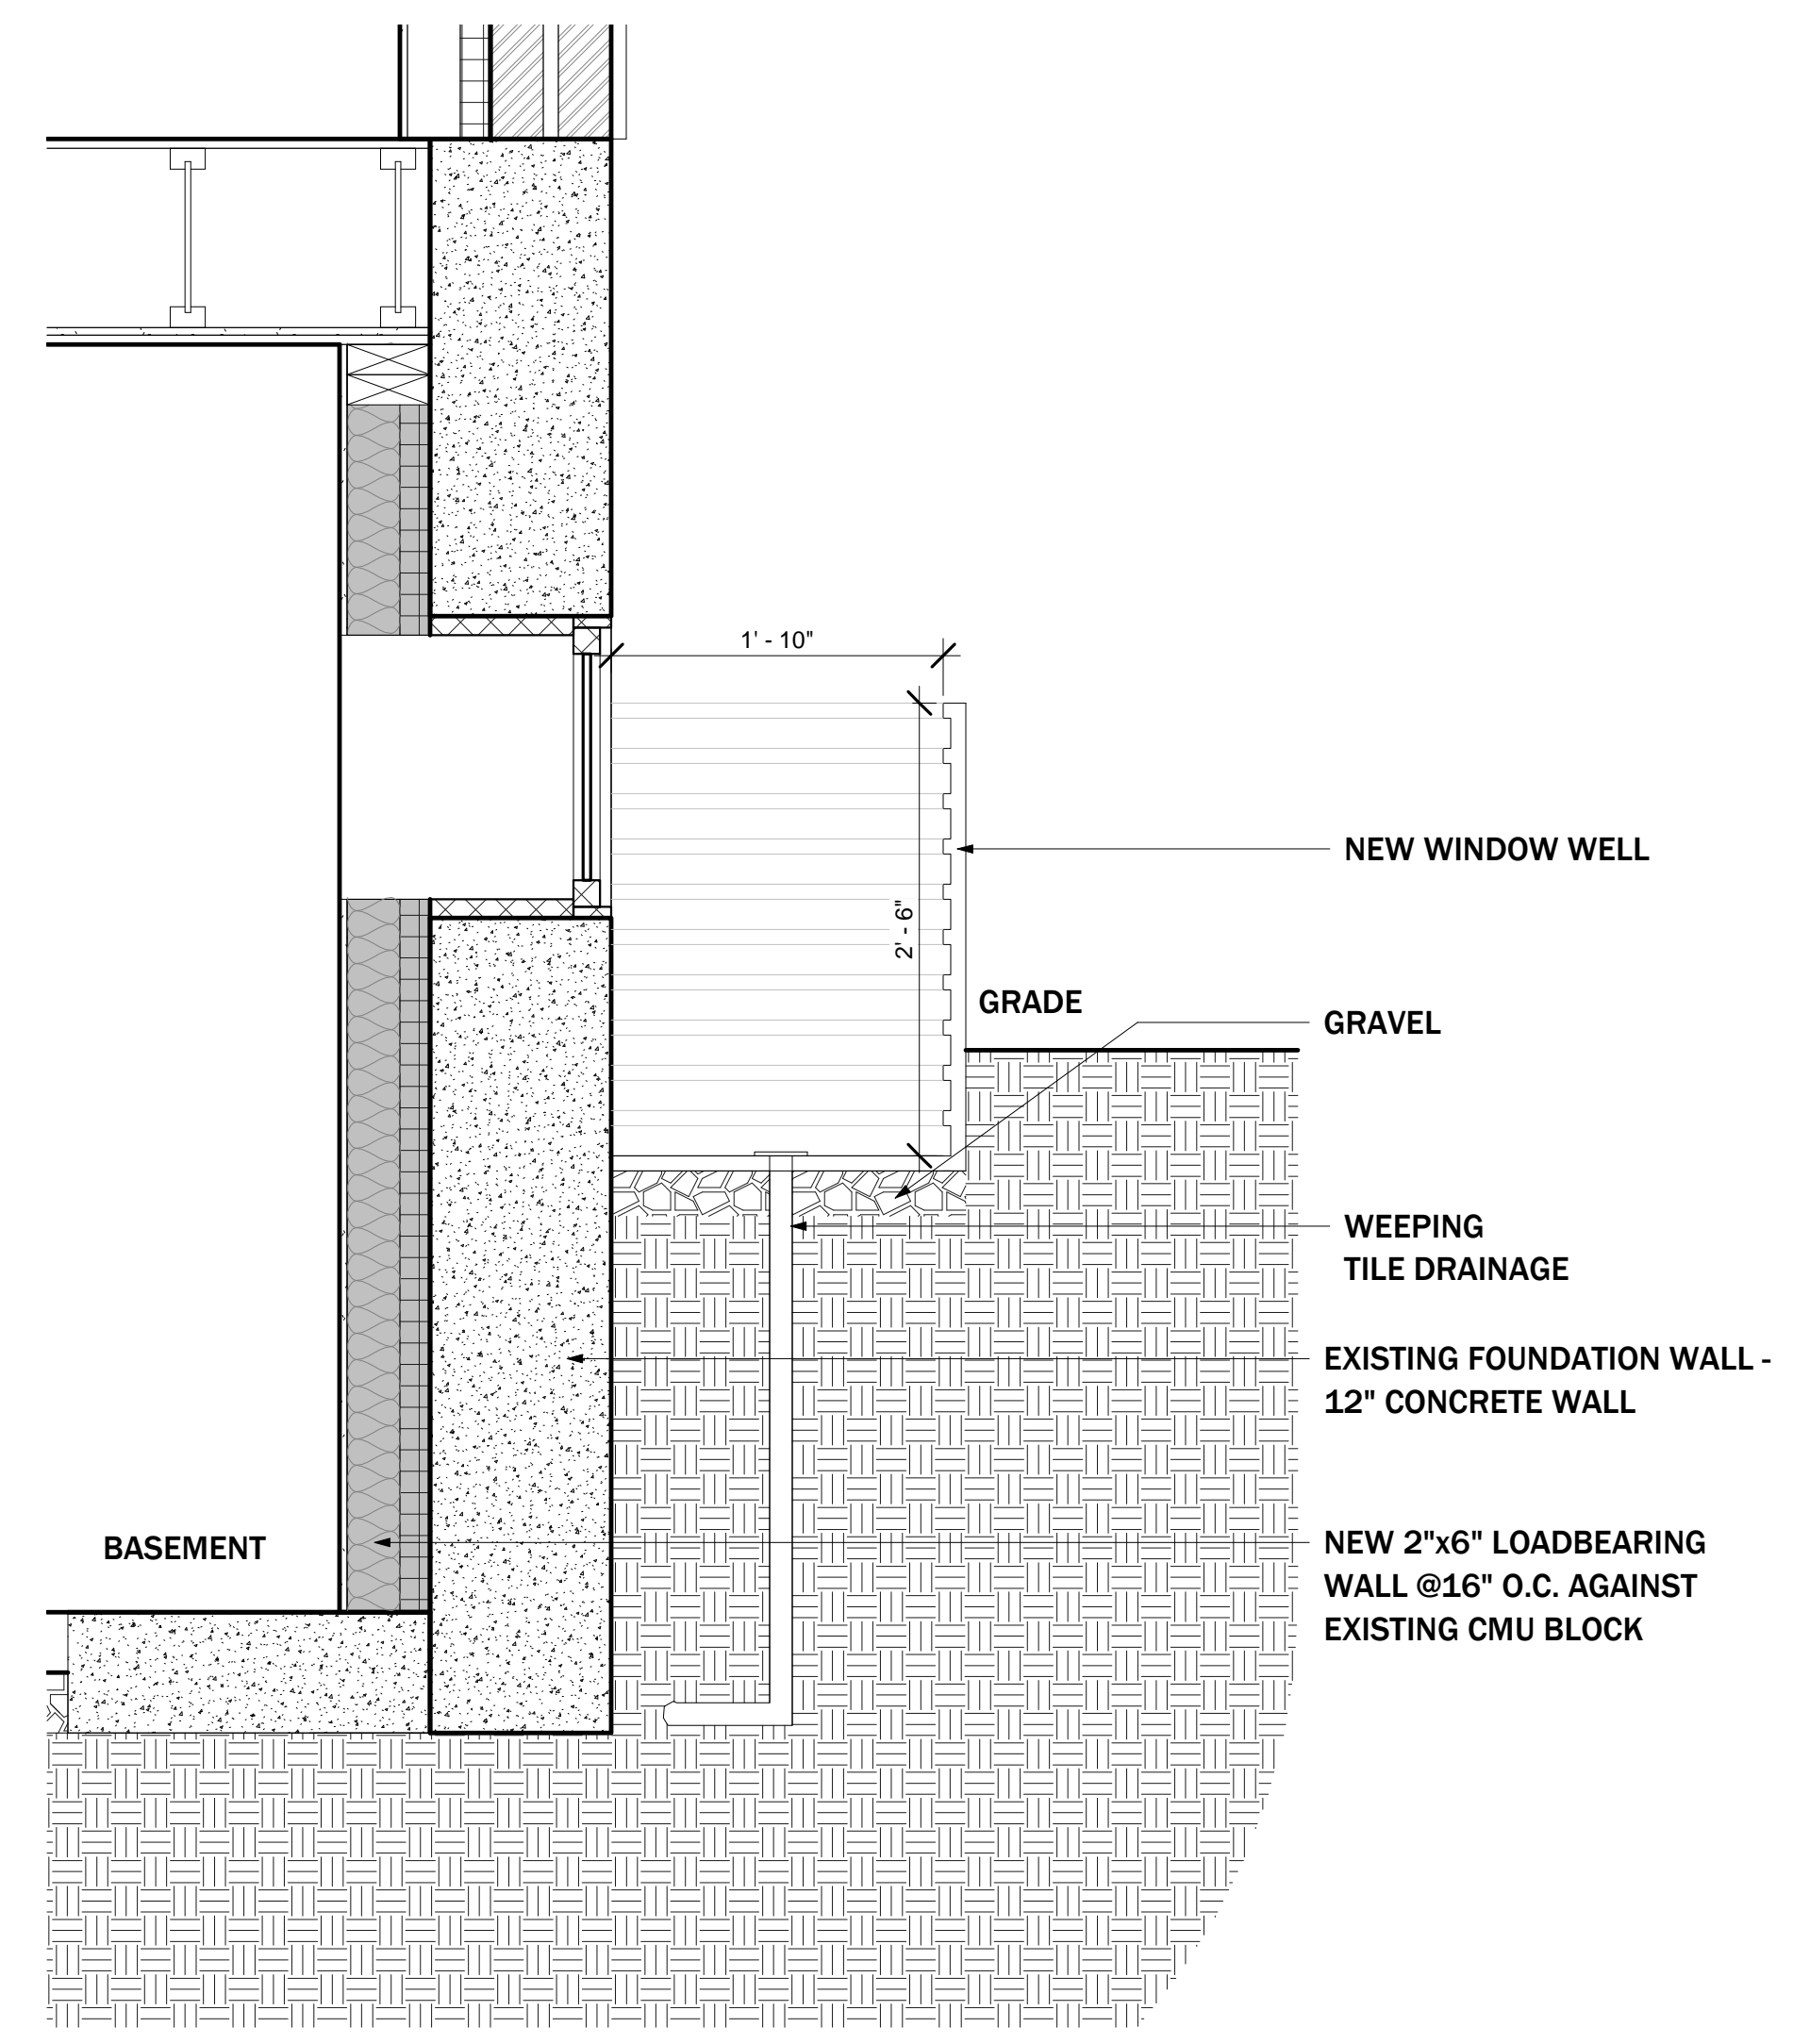 1' - 10"
NEW WINDOW WELL
2' - 6"
GRADE
GRAVEL
WEEPING
TILE DRAINAGE
EXISTING FOUNDATION WALL -
12" CONCRETE WALL
BASEMENT
NEW 2"x6" LOADBEARING
WALL @16" O.C. AGAINST
EXISTING CMU BLOCK